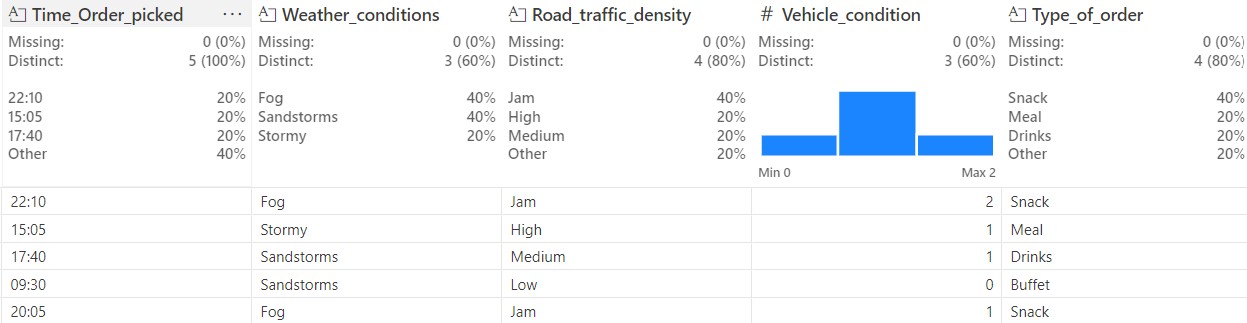 Time_Order_picked ··· Weather_conditions Road_traffic_density # Vehicle_condition Type_of_order
Missing: 0 (0%) Missing: 0 (0%) Missing: 0 (0%) Missing: 0 (0%) Missing: 0 (0%)
Distinct: 5 (100%) Distinct: 3 (60%) Distinct: 4 (80%) Distinct: 3 (60%) Distinct: 4 (80%)
22:10 20% Fog 40% Jam 40% Snack 40%
15:05 20% Sandstorms 40% High 20% Meal 20%
17:40 20% Stormy 20% Medium 20% Drinks 20%
Other 40% Other 20% Other 20%
Min 0 Max 2
22:10 Fog Jam 2 Snack
15:05 Stormy High 1 Meal
17:40 Sandstorms Medium 1 Drinks
09:30 Sandstorms Low 0 Buffet
20:05 Fog Jam 1 Snack